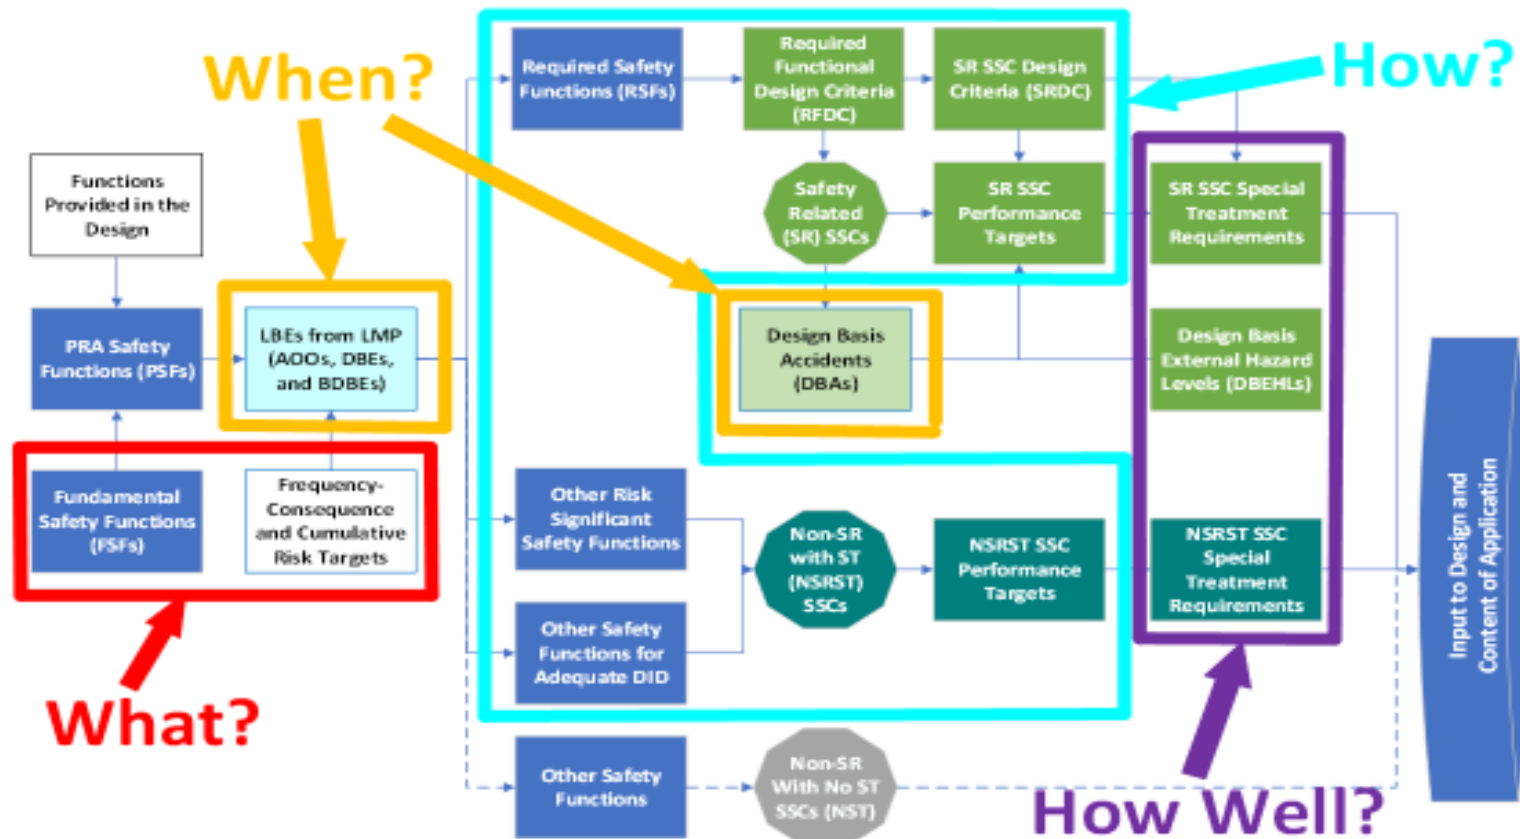 When?
How?
What?
How Well?
Functions
Provided in the
Design
PRA Safety
Functions (PSFs)
Fundamental
Safety Functions
(FSFs)
LBEs from LMP
(AOOs, DBEs,
and BDBEs)
Frequency-
Consequence
and Cumulative
Risk Targets
Required Safety
Functions (RSFs)
Required
Functional
Design Criteria
(RFDC)
SR SSC Design
Criteria (SRDC)
Safety
Related
(SR) SSCs
SR SSC
Performance
Targets
SR SSC Special
Treatment
Requirements
Design Basis
Accidents
(DBAs)
Design Basis
External Hazard
Levels (DBEHLs)
Other Risk
Significant
Safety Functions
Other Safety
Functions for
Adequate DID
Non-SR
with ST
(NSRST)
SSCs
NSRST SSC
Performance
Targets
NSRST SSC
Special
Treatment
Requirements
Other Safety
Functions
Non-SR
With No ST
SSCs (NST)
Input to Design and
Content of Application